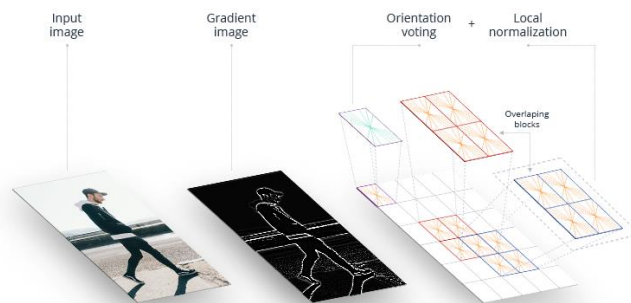 Input
image
Gradient
image
Orientation
voting
+
Local
normalization
Overlaping
blocks